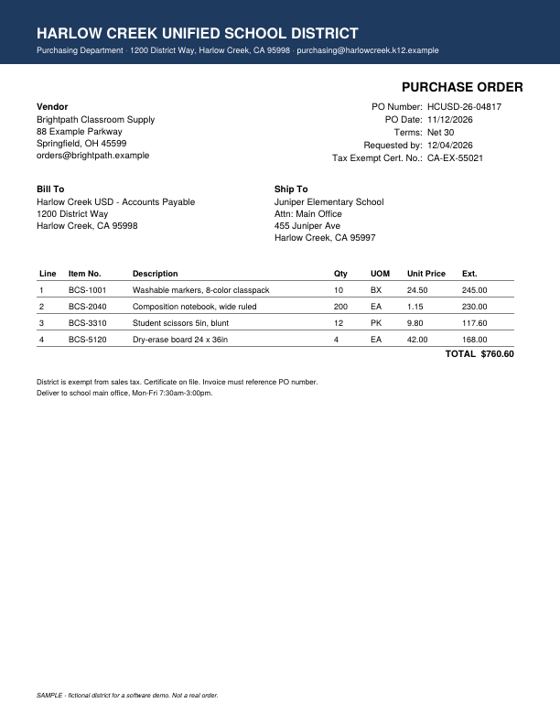 HARLOW CREEK UNIFIED SCHOOL DISTRICT
Purchasing Department · 1200 District Way, Harlow Creek, CA 95998 · purchasing@harlowcreek.k12.example
PURCHASE ORDER
Vendor
Brightpath Classroom Supply
88 Example Parkway
Springfield, OH 45599
orders@brightpath.example
PO Number: HCUSD-26-04817
PO Date: 11/12/2026
Terms: Net 30
Requested by: 12/04/2026
Tax Exempt Cert. No.: CA-EX-55021
Bill To
Harlow Creek USD - Accounts Payable
1200 District Way
Harlow Creek, CA 95998
Ship To
Juniper Elementary School
Attn: Main Office
455 Juniper Ave
Harlow Creek, CA 95997
Line Item No. Description Qty UOM Unit Price Ext.
1 BCS-1001 Washable markers, 8-color classpack 10 BX 24.50 245.00
2 BCS-2040 Composition notebook, wide ruled 200 EA 1.15 230.00
3 BCS-3310 Student scissors 5in, blunt 12 PK 9.80 117.60
4 BCS-5120 Dry-erase board 24 x 36in 4 EA 42.00 168.00
TOTAL $760.60
District is exempt from sales tax. Certificate on file. Invoice must reference PO number.
Deliver to school main office, Mon-Fri 7:30am-3:00pm.
SAMPLE - fictional district for a software demo. Not a real order.